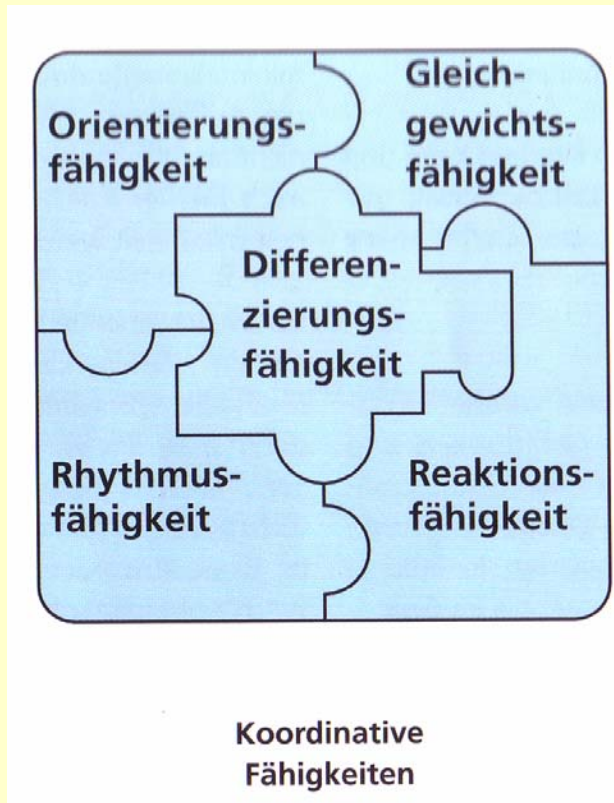 Orientierungs-
fähigkeit
Gleich-
gewichts-
fähigkeit
Differen-
zierungs-
fähigkeit
Rhythmus-
fähigkeit
Reaktions-
fähigkeit
Koordinative
Fähigkeiten